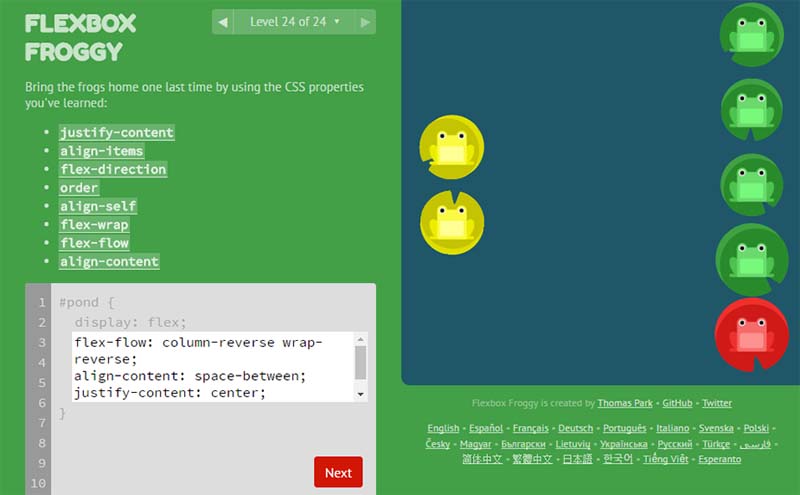 FLEXBOX
FROGGY
◀ Level 24 of 24 ▼ ▶
Bring the frogs home one last time by using the CSS properties
you've learned:
• justify-content
• align-items
• flex-direction
• order
• align-self
• flex-wrap
• flex-flow
• align-content
1 #pond {
2 display: flex;
3 flex-flow: column-reverse wrap-
4 reverse;
5 align-content: space-between;
6 justify-content: center;
7 }
8
9
10
Next
Flexbox Froggy is created by Thomas Park • GitHub • Twitter
English • Español • Français • Deutsch • Português • Italiano • Svenska • Polski •
Česky • Magyar • Български • Lietuvių • Українська • Русский • Türkçe • فارسی •
简体中文 • 繁體中文 • 日本語 • 한국어 • Tiếng Việt • Esperanto